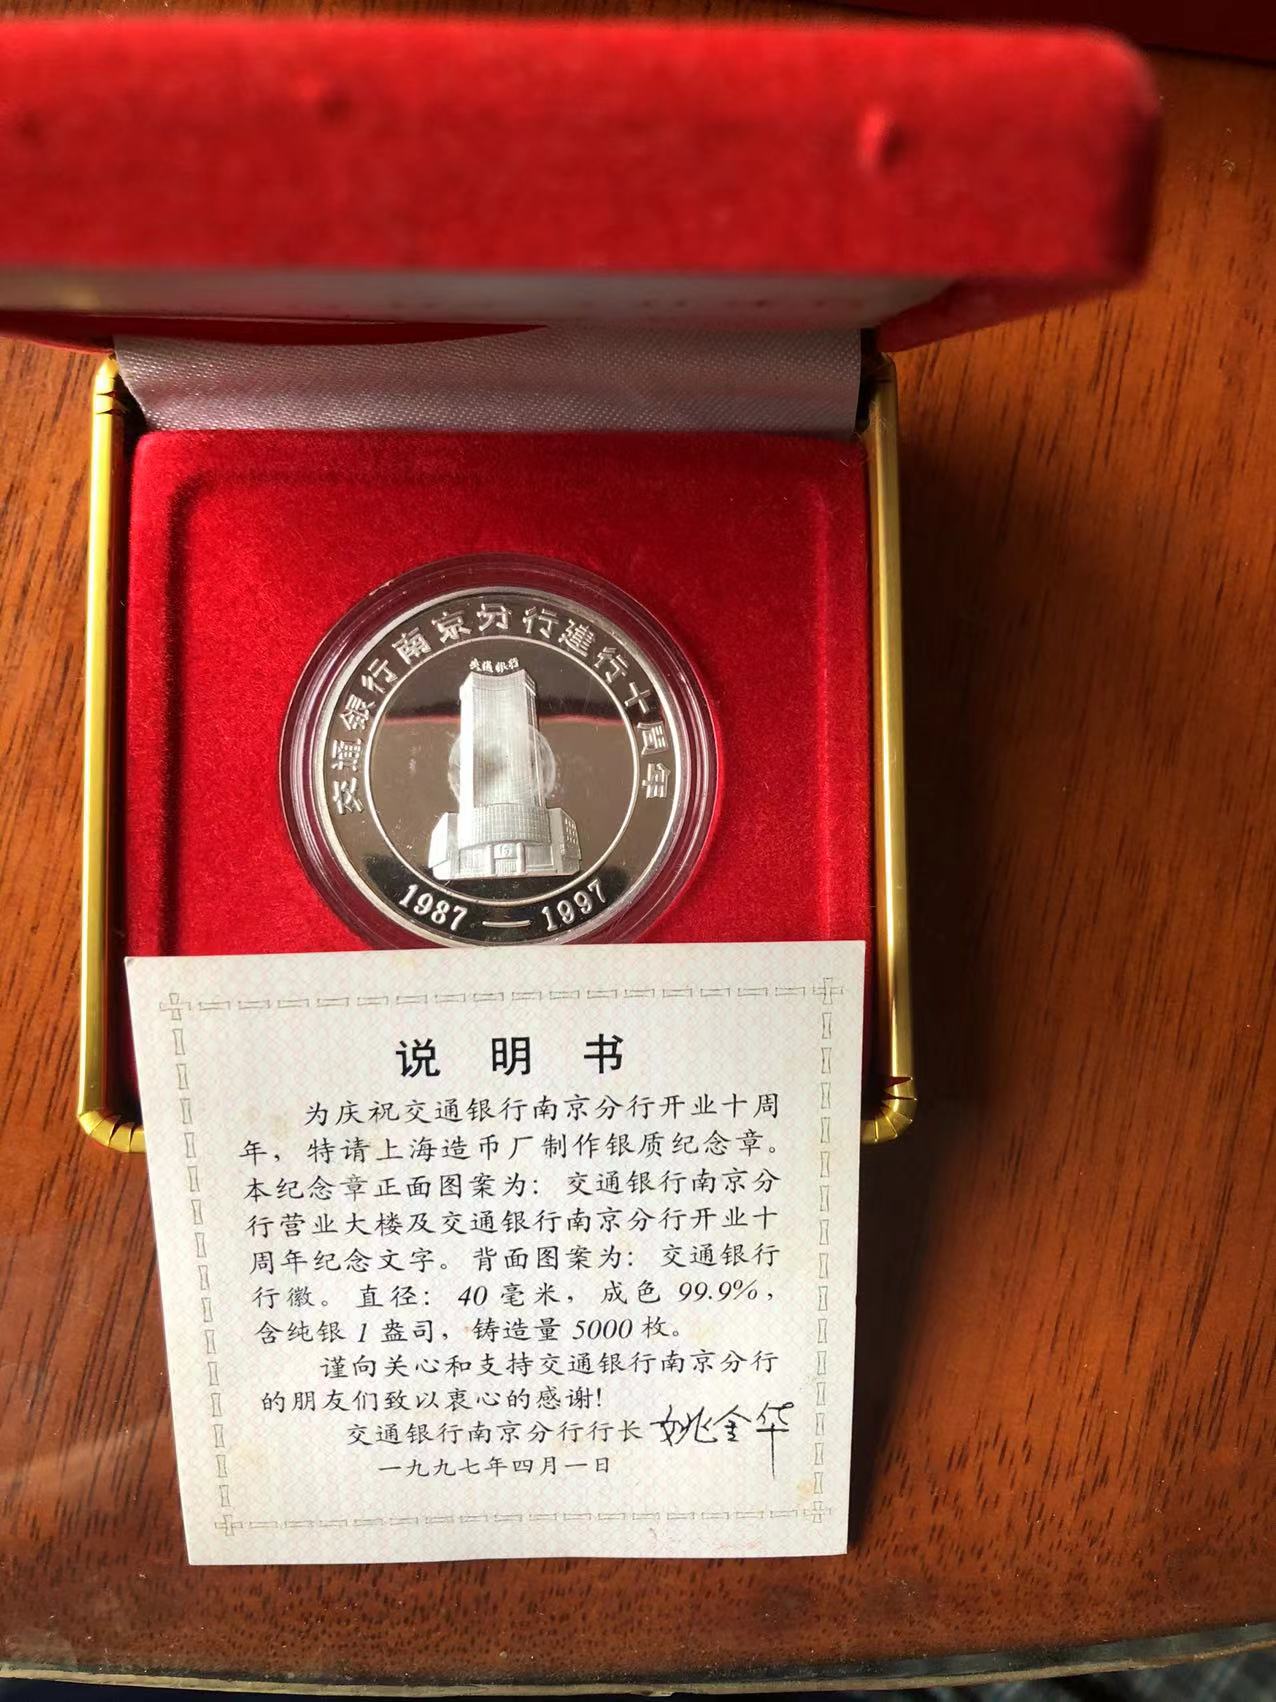 交通銀行南京分行建行十周年
交通银行
1987—1997
说明书
为庆祝交通银行南京分行开业十周
年，特请上海造币厂制作银质纪念章。
本纪念章正面图案为：交通银行南京分
行营业大楼及交通银行南京分行开业十
周年纪念文字。背面图案为：交通银行
行徽。直径：40毫米，成色99.9%，
含纯银1盎司，铸造量5000枚。
谨向关心和支持交通银行南京分行
的朋友们致以衷心的感谢!
交通银行南京分行行长 姚金华
一九九七年四月一日